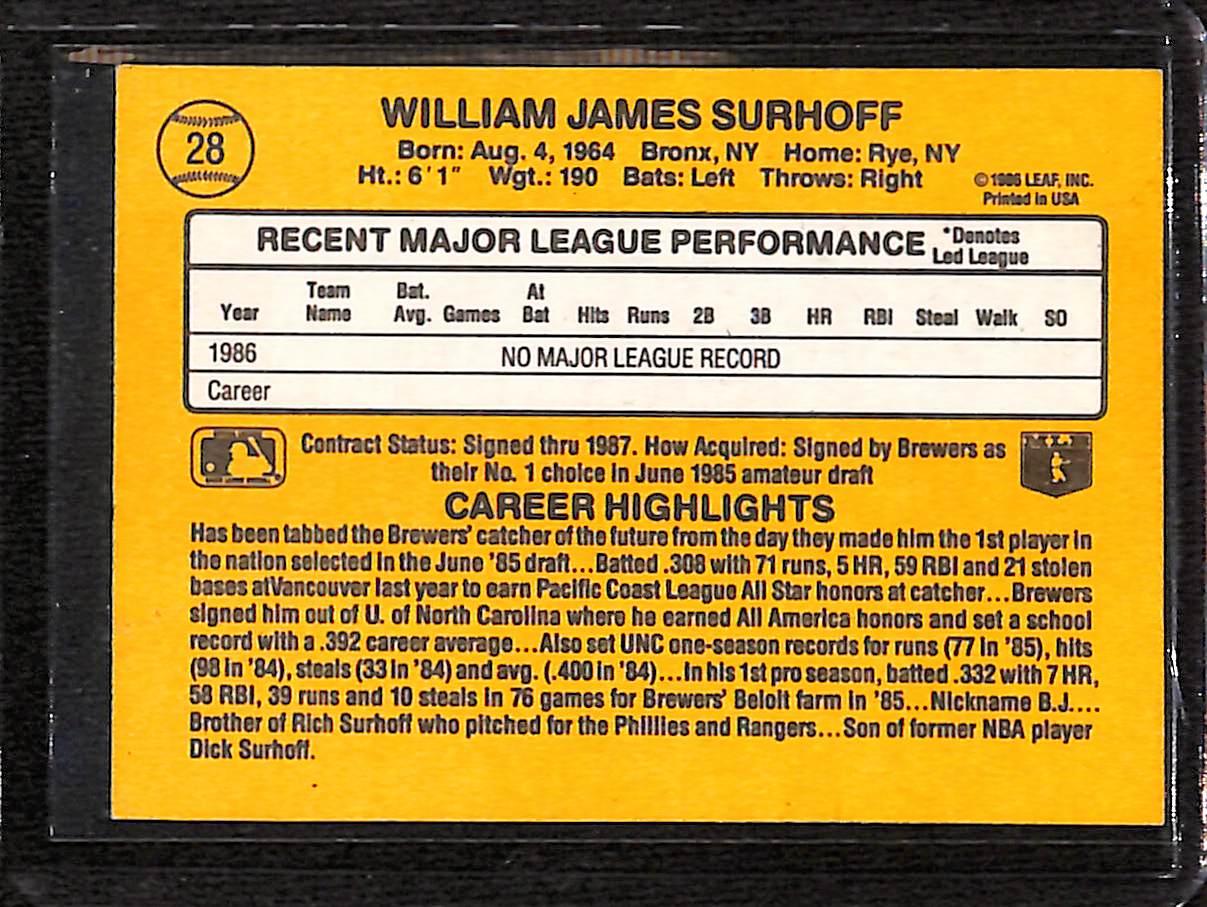 28
WILLIAM JAMES SURHOFF
Born: Aug. 4, 1964 Bronx, NY Home: Rye, NY
Ht.: 6'1" Wgt.: 190 Bats: Left Throws: Right
© 1986 LEAF, INC.
Printed in USA
RECENT MAJOR LEAGUE PERFORMANCE *Denotes
Led League
Team Bat. At
Year Name Avg. Games Bat Hits Runs 2B 3B HR RBI Steal Walk SO
1986 NO MAJOR LEAGUE RECORD
Career
Contract Status: Signed thru 1987. How Acquired: Signed by Brewers as
their No. 1 choice in June 1985 amateur draft
CAREER HIGHLIGHTS
Has been tabbed the Brewers' catcher of the future from the day they made him the 1st player in
the nation selected in the June '85 draft...Batted .308 with 71 runs, 5 HR, 59 RBI and 21 stolen
bases at Vancouver last year to earn Pacific Coast League All Star honors at catcher...Brewers
signed him out of U. of North Carolina where he earned All America honors and set a school
record with a .392 career average...Also set UNC one-season records for runs (77 in '85), hits
(98 in '84), steals (33 in '84) and avg. (.400 in '84)...In his 1st pro season, batted .332 with 7 HR,
58 RBI, 39 runs and 10 steals in 76 games for Brewers' Beloit farm in '85...Nickname B.J....
Brother of Rich Surhoff who pitched for the Phillies and Rangers...Son of former NBA player
Dick Surhoff.